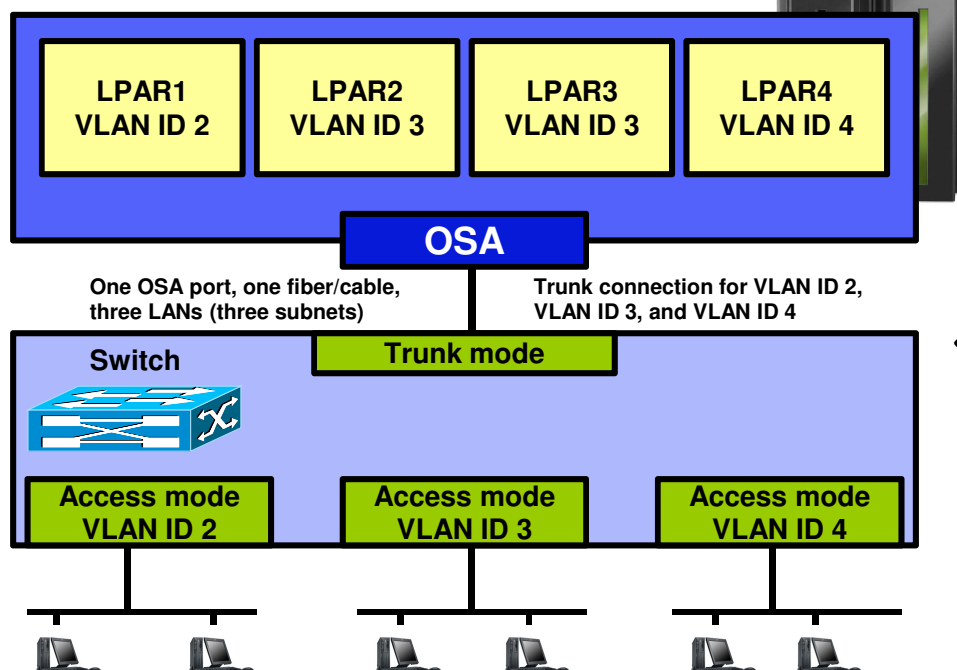 LPAR1
VLAN ID 2
LPAR2
VLAN ID 3
LPAR3
VLAN ID 3
LPAR4
VLAN ID 4
OSA
One OSA port, one fiber/cable,
three LANs (three subnets)
Trunk connection for VLAN ID 2,
VLAN ID 3, and VLAN ID 4
Switch
Trunk mode
Access mode
VLAN ID 2
Access mode
VLAN ID 3
Access mode
VLAN ID 4